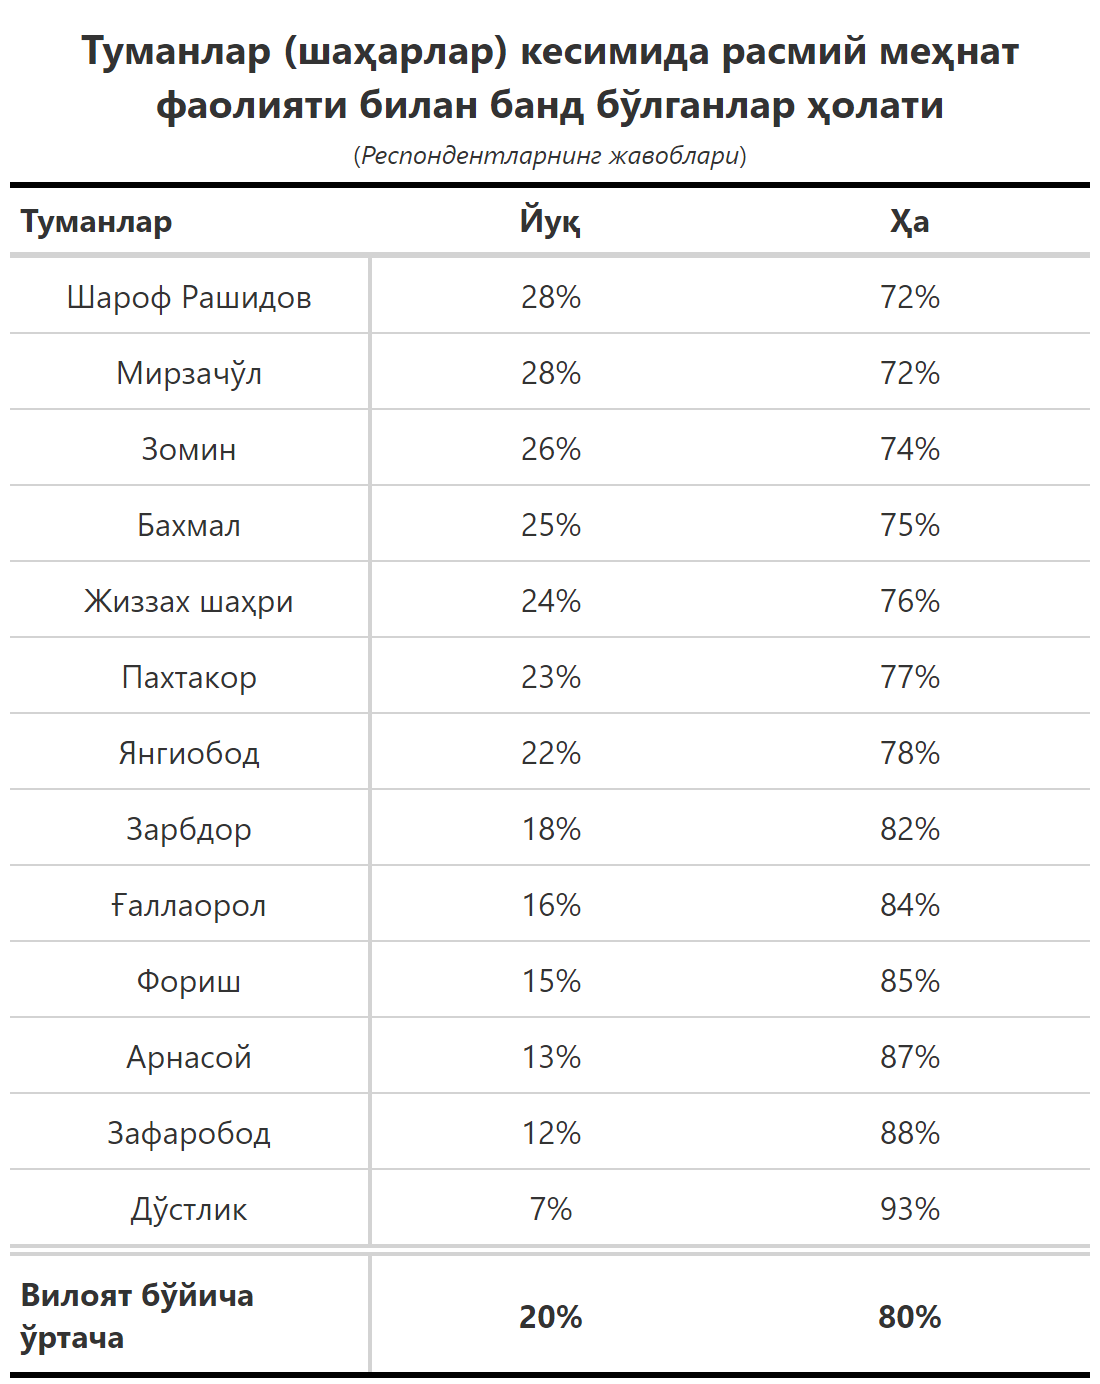 Туманлар (шаҳарлар) кесимида расмий меҳнат
фаолияти билан банд бўлганлар ҳолати
(Респондентларнинг жавоблари)
Туманлар Йуқ Ҳа
Шароф Рашидов 28% 72%
Мирзачўл 28% 72%
Зомин 26% 74%
Бахмал 25% 75%
Жиззах шаҳри 24% 76%
Пахтакор 23% 77%
Янгиобод 22% 78%
Зарбдор 18% 82%
Ғаллаорол 16% 84%
Фориш 15% 85%
Арнасой 13% 87%
Зафаробод 12% 88%
Дўстлик 7% 93%
Вилоят бўйича
ўртача 20% 80%